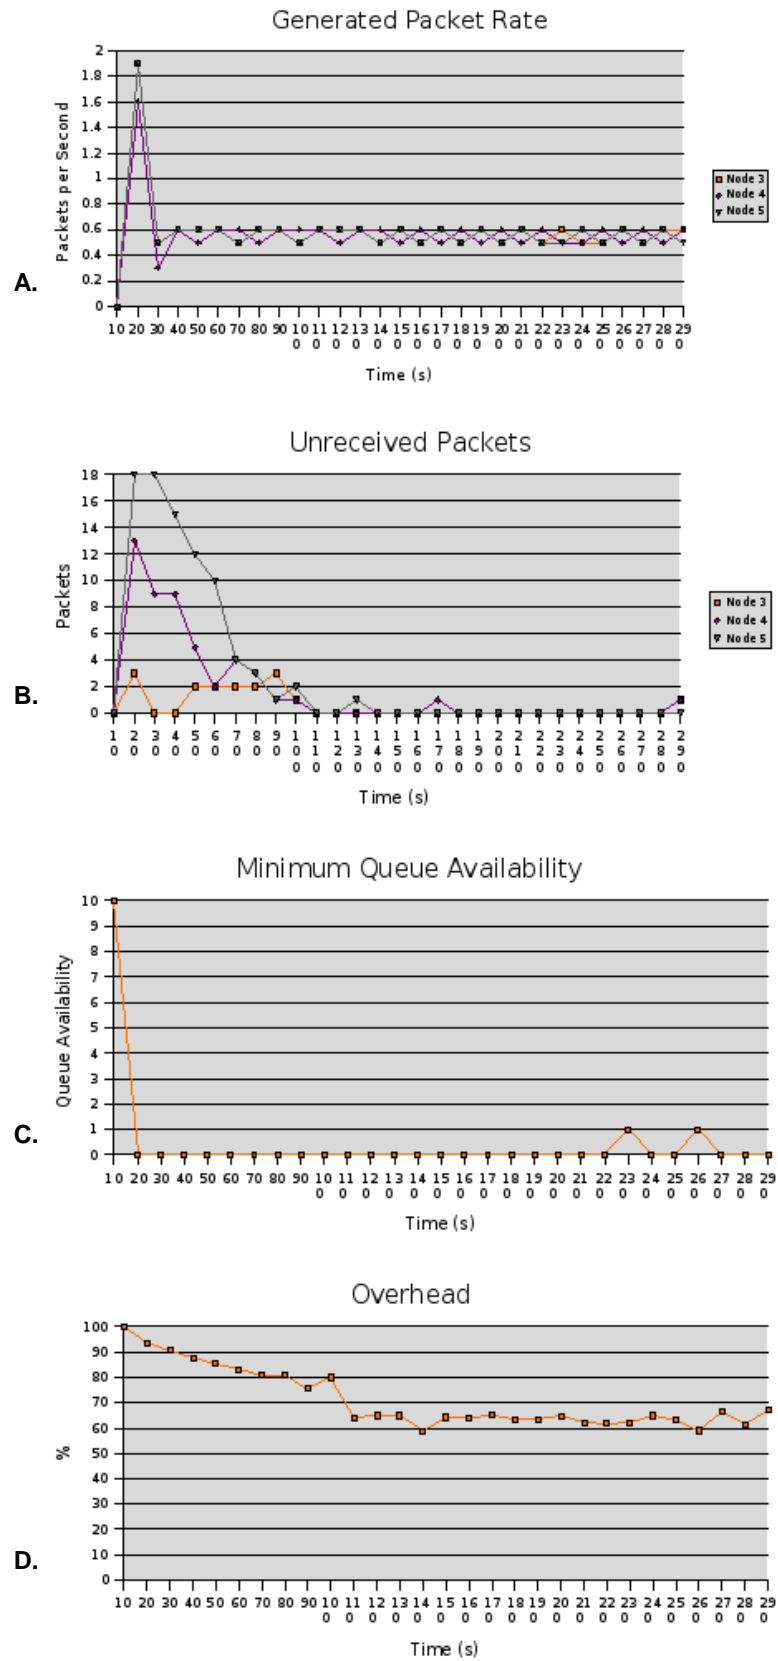 Generated Packet Rate
Packets per Second
2
1.8
1.6
1.4
1.2
1
0.8
0.6
0.4
0.2
0
10 20 30 40 50 60 70 80 90 100 110 120 130 140 150 160 170 180 190 200 210 220 230 240 250 260 270 280 290
Time (s)
Node 3
Node 4
Node 5
A.
Unreceived Packets
Packets
18
16
14
12
10
8
6
4
2
0
10 20 30 40 50 60 70 80 90 100 110 120 130 140 150 160 170 180 190 200 210 220 230 240 250 260 270 280 290
Time (s)
Node 3
Node 4
Node 5
B.
Minimum Queue Availability
Queue Availability
10
9
8
7
6
5
4
3
2
1
0
10 20 30 40 50 60 70 80 90 100 110 120 130 140 150 160 170 180 190 200 210 220 230 240 250 260 270 280 290
Time (s)
C.
Overhead
%
100
90
80
70
60
50
40
30
20
10
0
10 20 30 40 50 60 70 80 90 100 110 120 130 140 150 160 170 180 190 200 210 220 230 240 250 260 270 280 290
Time (s)
D.